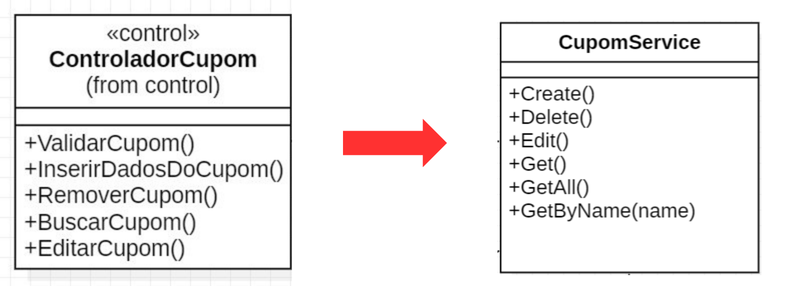 «control»
ControladorCupom
(from control)
+ValidarCupom()
+InserirDadosDoCupom()
+RemoverCupom()
+BuscarCupom()
+EditarCupom()
CupomService
+Create()
+Delete()
+Edit()
+Get()
+GetAll()
+GetByName(name)